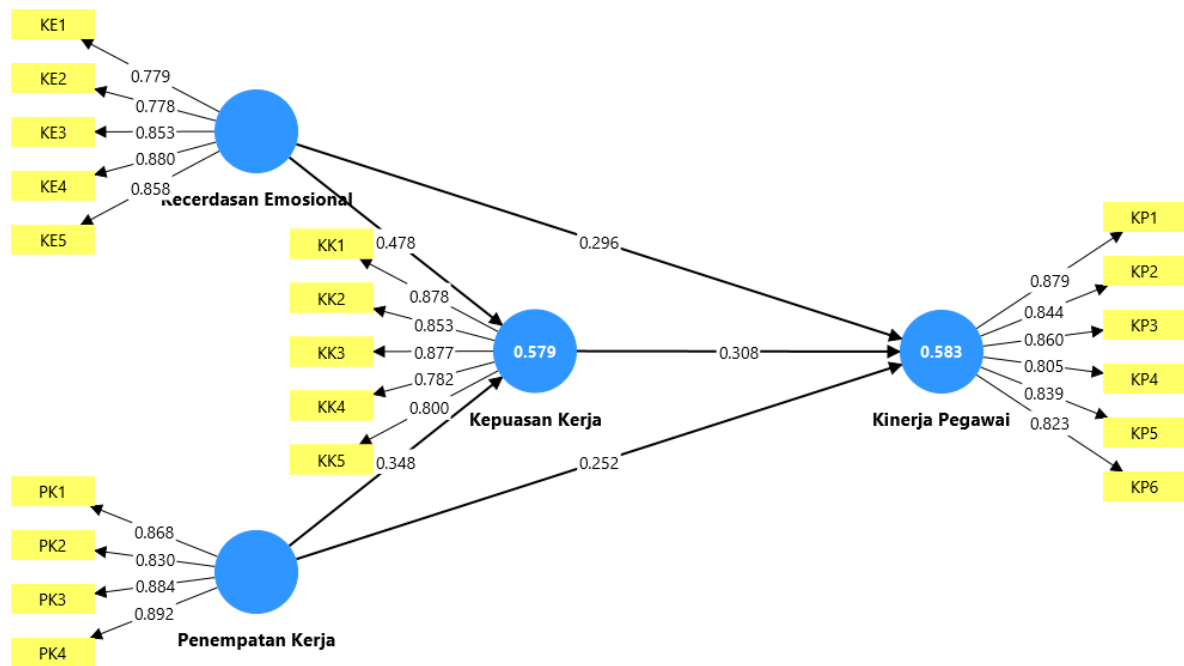 KE1
KE2
KE3
KE4
KE5
0.779
0.778
0.853
0.880
0.858
Kecerdasan Emosional
0.478
0.296
KK1
KK2
KK3
KK4
KK5
0.878
0.853
0.877
0.782
0.800
0.579
Kepuasan Kerja
0.308
0.348
0.252
PK1
PK2
PK3
PK4
0.868
0.830
0.884
0.892
Penempatan Kerja
0.583
Kinerja Pegawai
0.879
0.844
0.860
0.805
0.839
0.823
KP1
KP2
KP3
KP4
KP5
KP6